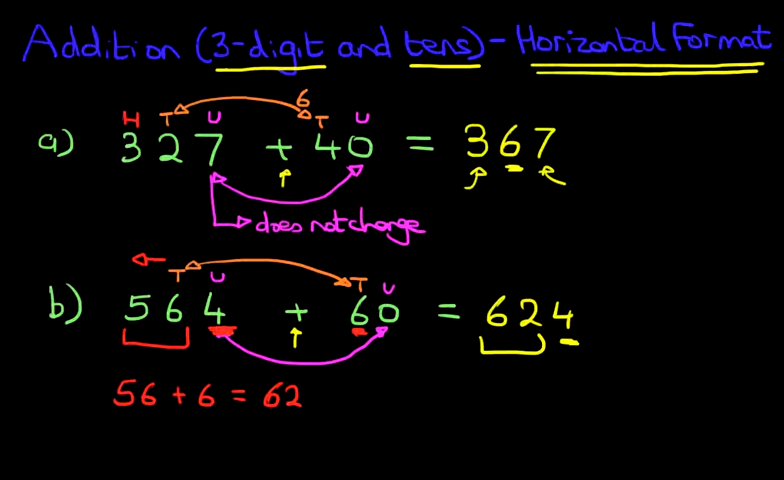 Addition (3-digit and tens) - Horizontal Format
6
H T U T U
a) 327 + 40 = 367
does not change
T U T U
b) 564 + 60 = 624
56 + 6 = 62